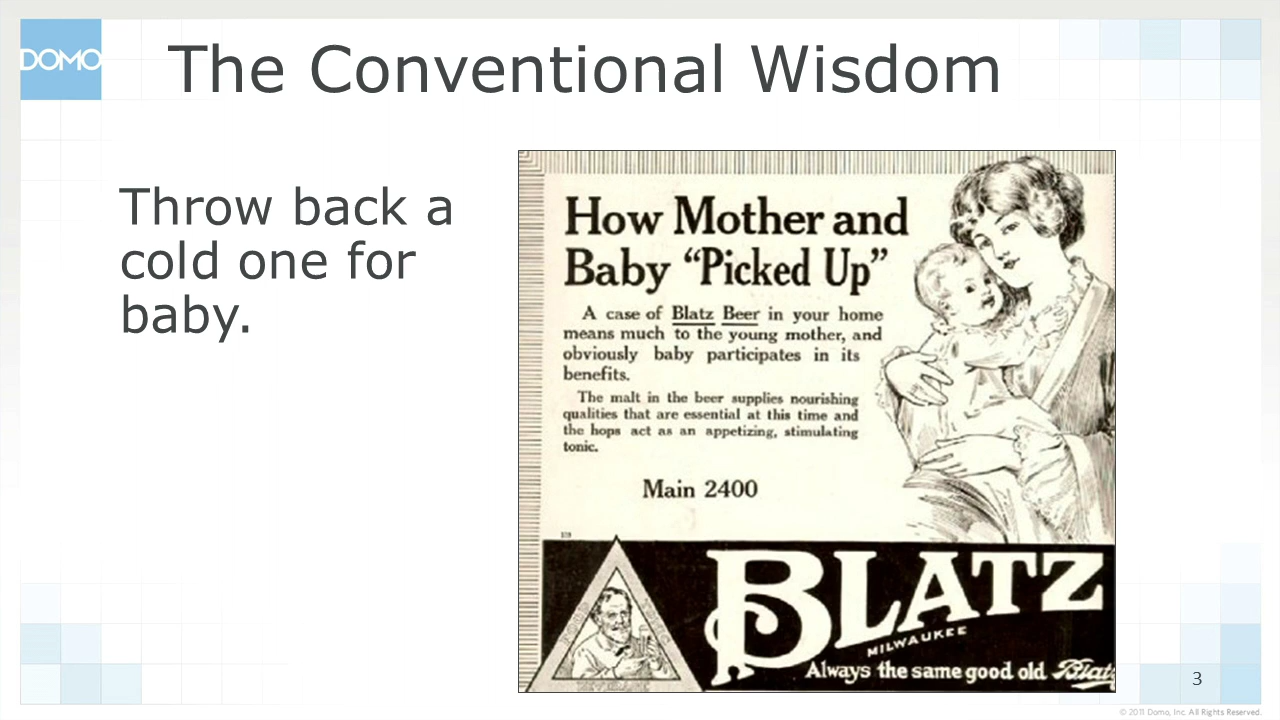 DOMO
The Conventional Wisdom
Throw back a
cold one for
baby.
How Mother and
Baby “Picked Up”
A case of Blatz Beer in your home
means much to the young mother, and
obviously baby participates in its
benefits.
The malt in the beer supplies nourishing
qualities that are essential at this time and
the hops act as an appetizing, stimulating
tonic.
Main 2400
BLATZ
MILWAUKEE
Always the same good old Blatz
3
© 2011 Domo, Inc. All Rights Reserved.